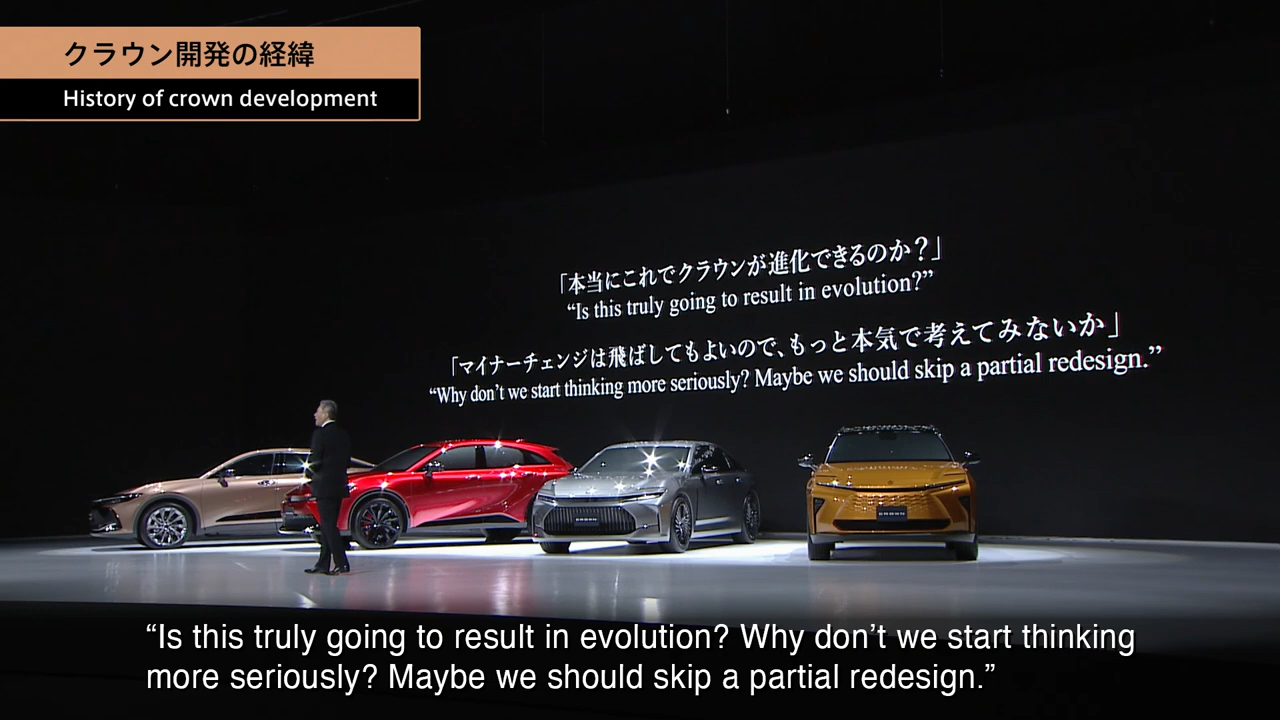 クラウン開発の経緯
History of crown development
「本当にこれでクラウンが進化できるのか？」
“Is this truly going to result in evolution?”
「マイナーチェンジは飛ばしてもよいので、もっと本気で考えてみないか」
“Why don’t we start thinking more seriously? Maybe we should skip a partial redesign.”
CROWN
CROWN
“Is this truly going to result in evolution? Why don’t we start thinking
more seriously? Maybe we should skip a partial redesign.”